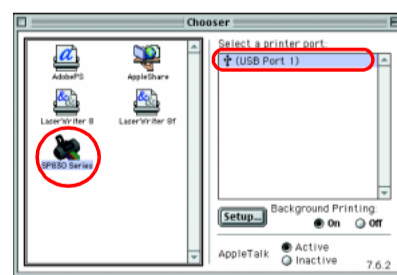 Chooser
Select a printer port:
(USB Port 1)
AdobePS
AppleShare
LaserWriter 8
LaserWriter 8f
SP830 Series
Setup...
Background Printing:
On
Off
AppleTalk
Active
Inactive
7.6.2